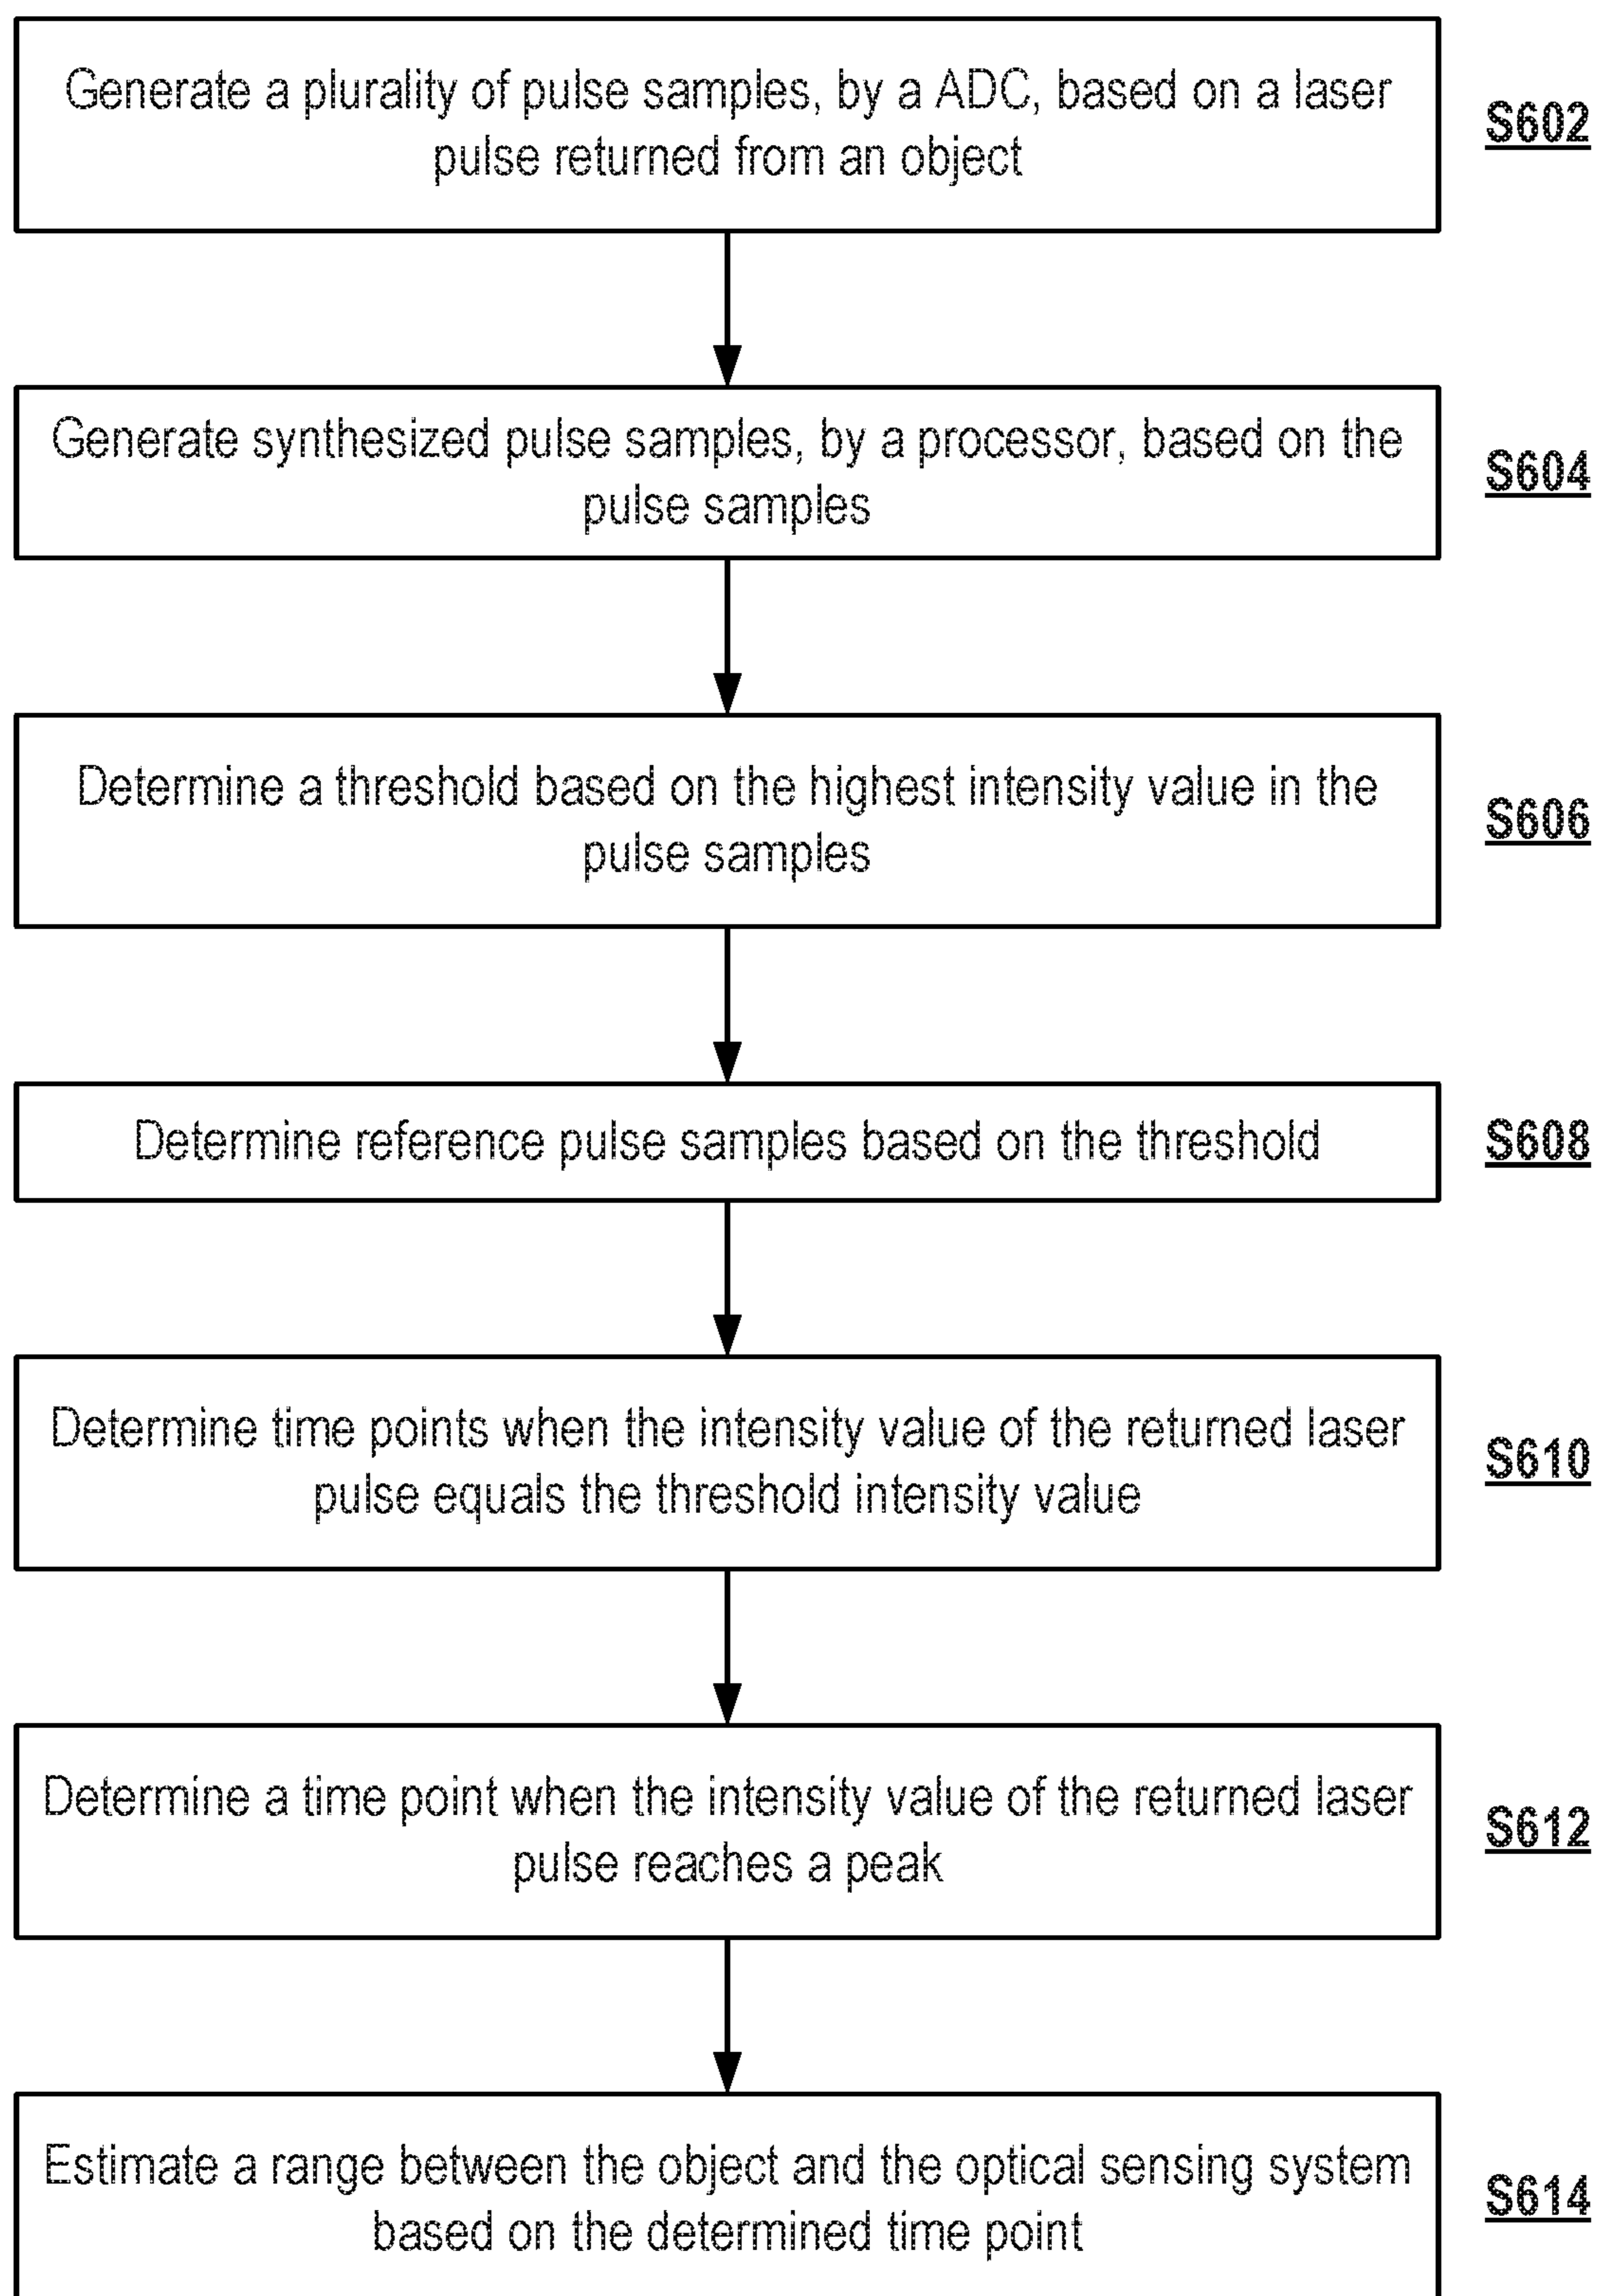 Generate a plurality of pulse samples, by a ADC, based on a laser
pulse returned from an object
S602
Generate synthesized pulse samples, by a processor, based on the
pulse samples
S604
Determine a threshold based on the highest intensity value in the
pulse samples
S606
Determine reference pulse samples based on the threshold
S608
Determine time points when the intensity value of the returned laser
pulse equals the threshold intensity value
S610
Determine a time point when the intensity value of the returned laser
pulse reaches a peak
S612
Estimate a range between the object and the optical sensing system
based on the determined time point
S614